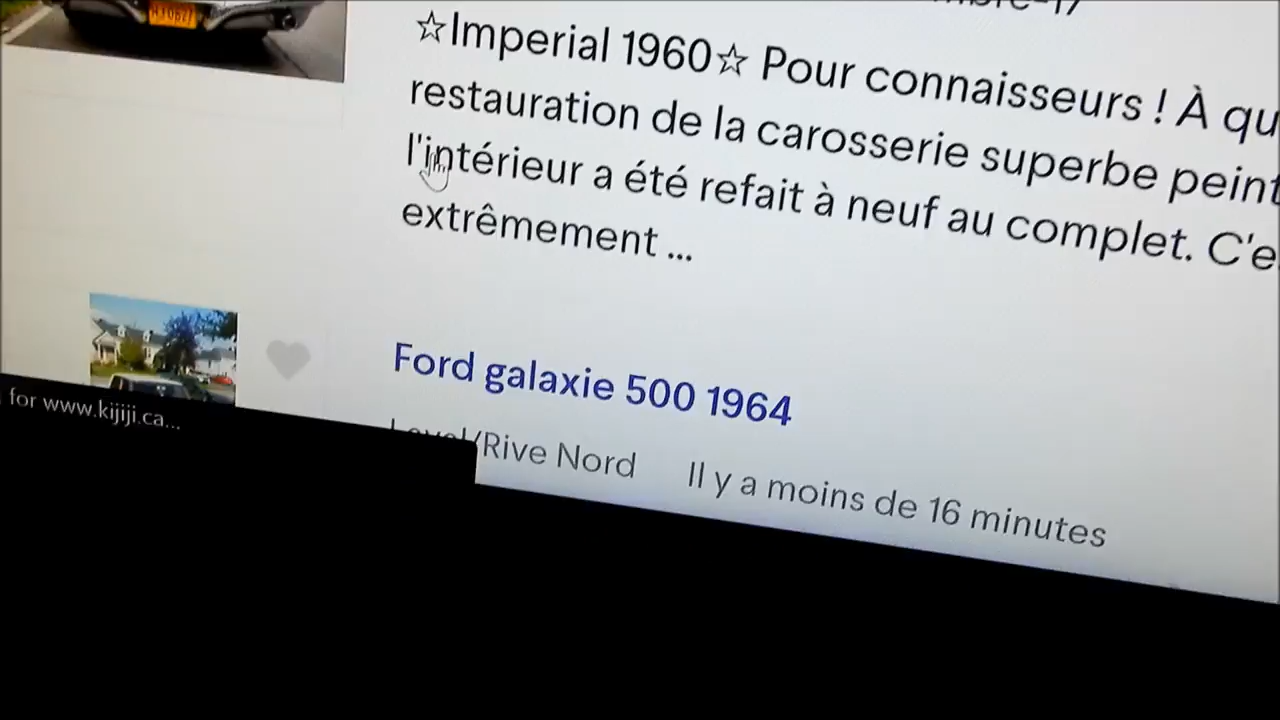 ☆Imperial 1960☆ Pour connaisseurs ! À qu
restauration de la carosserie superbe peint
l'intérieur a été refait à neuf au complet. C'e
extrêmement ...
Ford galaxie 500 1964
/Rive Nord Il y a moins de 16 minutes
for www.kijiji.ca...